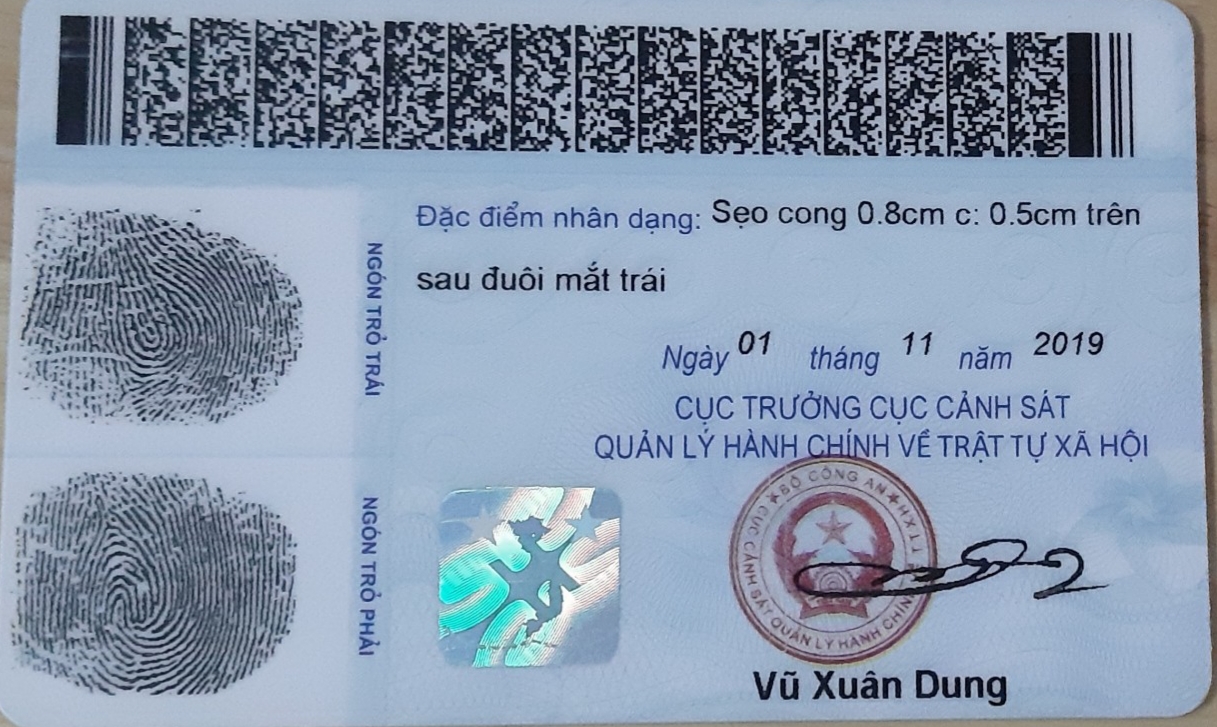 Đặc điểm nhân dạng: Sẹo cong 0.8cm c: 0.5cm trên
sau đuôi mắt trái
NGÓN TRỎ TRÁI
Ngày 01 tháng 11 năm 2019
CỤC TRƯỞNG CỤC CẢNH SÁT
QUẢN LÝ HÀNH CHÍNH VỀ TRẬT TỰ XÃ HỘI
NGÓN TRỎ PHẢI
BỘ CÔNG AN
CỤC CẢNH SÁT QUẢN LÝ HÀNH CHÍNH
TTXH
Vũ Xuân Dung